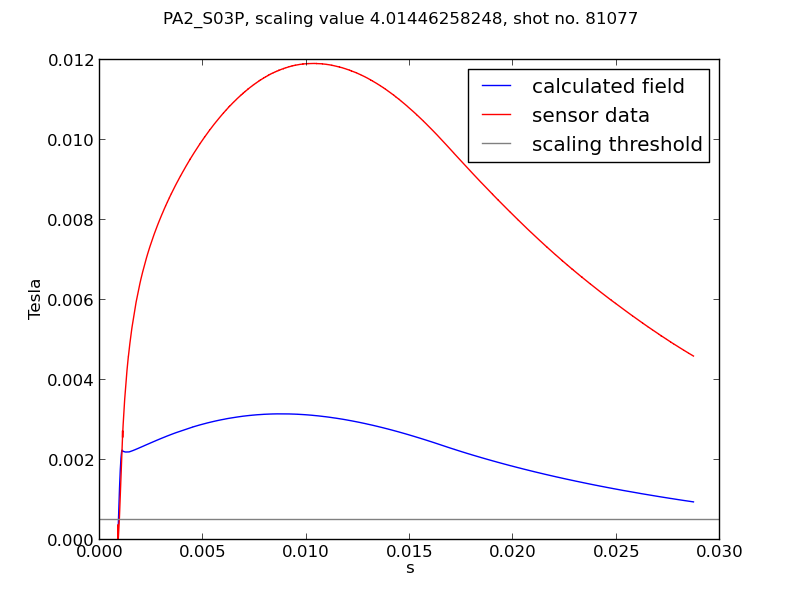 PA2_S03P, scaling value 4.01446258248, shot no. 81077
calculated field
sensor data
scaling threshold
0.012
0.010
0.008
0.006
0.004
0.002
0.000
Tesla
0.000
0.005
0.010
0.015
0.020
0.025
0.030
s